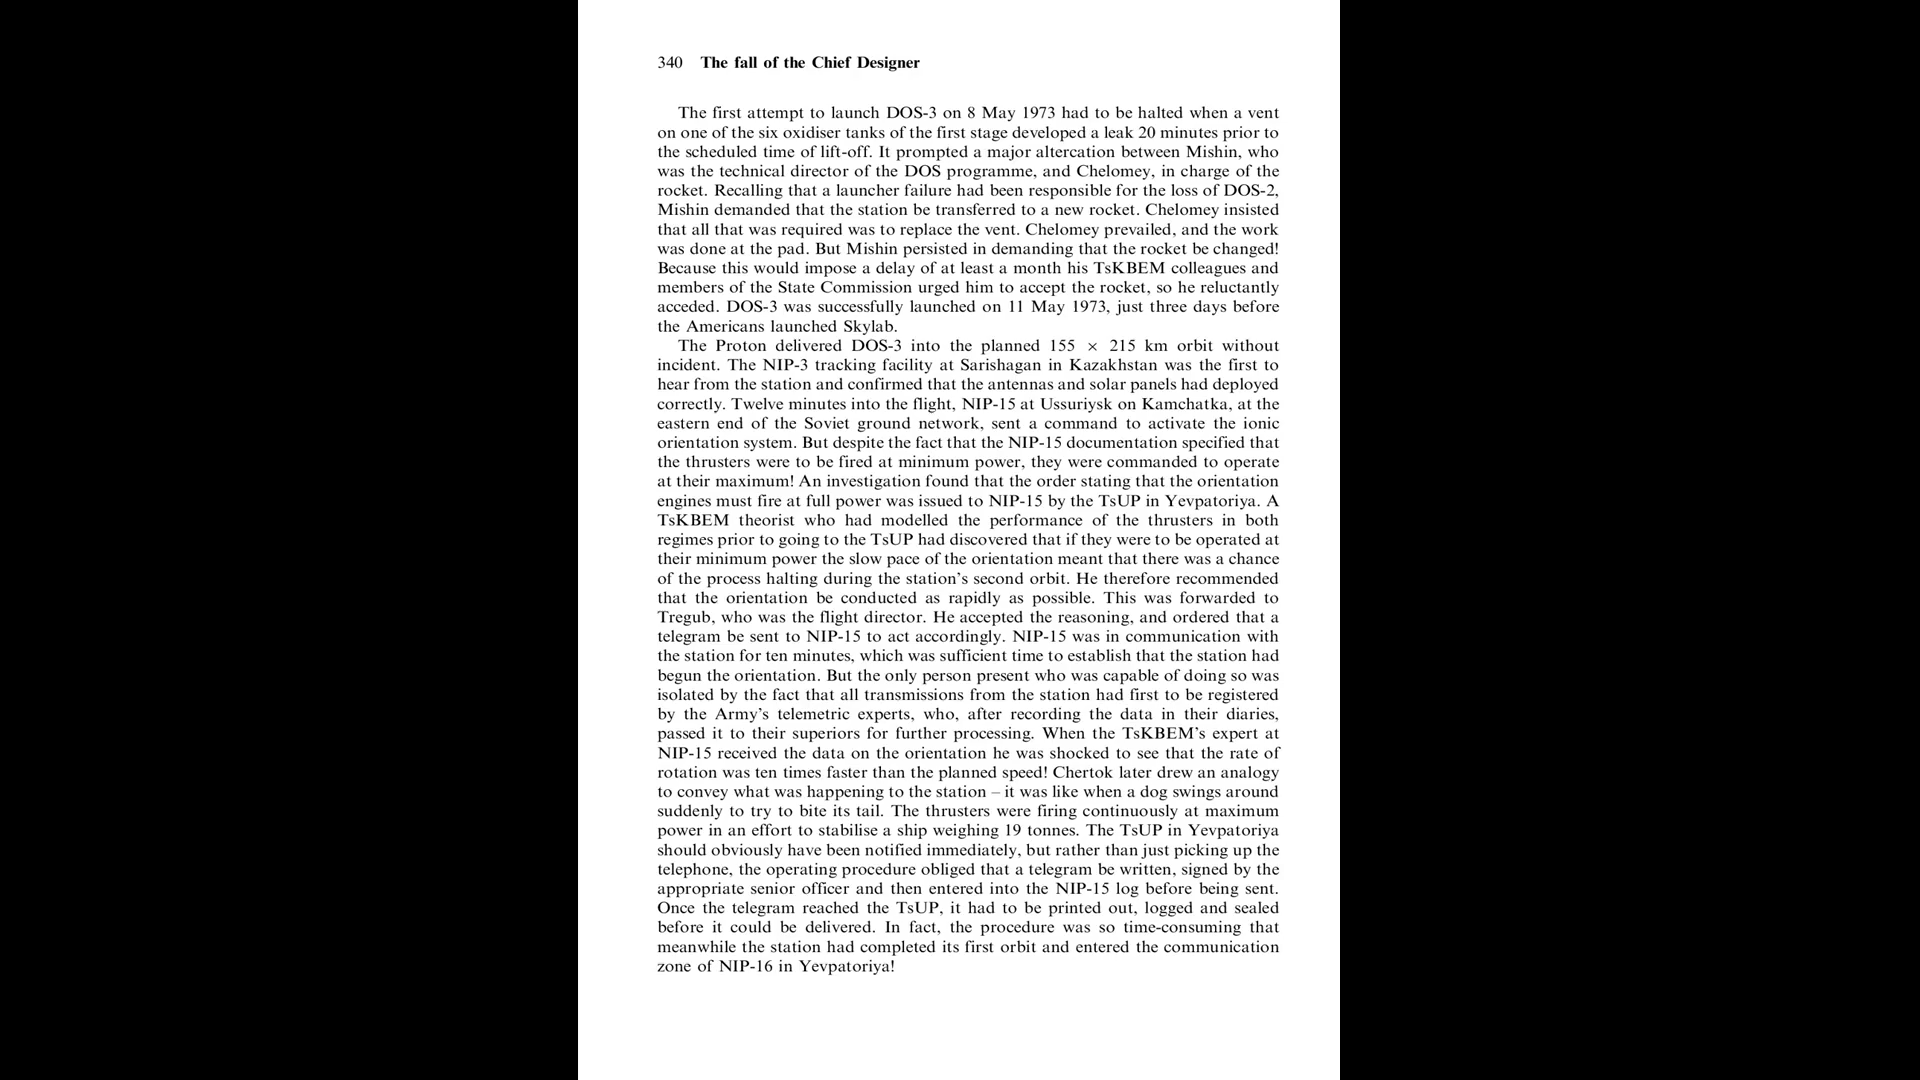 340 The fall of the Chief Designer
The first attempt to launch DOS-3 on 8 May 1973 had to be halted when a vent
on one of the six oxidiser tanks of the first stage developed a leak 20 minutes prior to
the scheduled time of lift-off. It prompted a major altercation between Mishin, who
was the technical director of the DOS programme, and Chelomey, in charge of the
rocket. Recalling that a launcher failure had been responsible for the loss of DOS-2,
Mishin demanded that the station be transferred to a new rocket. Chelomey insisted
that all that was required was to replace the vent. Chelomey prevailed, and the work
was done at the pad. But Mishin persisted in demanding that the rocket be changed!
Because this would impose a delay of at least a month his TsKBEM colleagues and
members of the State Commission urged him to accept the rocket, so he reluctantly
acceded. DOS-3 was successfully launched on 11 May 1973, just three days before
the Americans launched Skylab.
The Proton delivered DOS-3 into the planned 155 × 215 km orbit without
incident. The NIP-3 tracking facility at Sarishagan in Kazakhstan was the first to
hear from the station and confirmed that the antennas and solar panels had deployed
correctly. Twelve minutes into the flight, NIP-15 at Ussuriysk on Kamchatka, at the
eastern end of the Soviet ground network, sent a command to activate the ionic
orientation system. But despite the fact that the NIP-15 documentation specified that
the thrusters were to be fired at minimum power, they were commanded to operate
at their maximum! An investigation found that the order stating that the orientation
engines must fire at full power was issued to NIP-15 by the TsUP in Yevpatoriya. A
TsKBEM theorist who had modelled the performance of the thrusters in both
regimes prior to going to the TsUP had discovered that if they were to be operated at
their minimum power the slow pace of the orientation meant that there was a chance
of the process halting during the station's second orbit. He therefore recommended
that the orientation be conducted as rapidly as possible. This was forwarded to
Tregub, who was the flight director. He accepted the reasoning, and ordered that a
telegram be sent to NIP-15 to act accordingly. NIP-15 was in communication with
the station for ten minutes, which was sufficient time to establish that the station had
begun the orientation. But the only person present who was capable of doing so was
isolated by the fact that all transmissions from the station had first to be registered
by the Army's telemetric experts, who, after recording the data in their diaries,
passed it to their superiors for further processing. When the TsKBEM's expert at
NIP-15 received the data on the orientation he was shocked to see that the rate of
rotation was ten times faster than the planned speed! Chertok later drew an analogy
to convey what was happening to the station – it was like when a dog swings around
suddenly to try to bite its tail. The thrusters were firing continuously at maximum
power in an effort to stabilise a ship weighing 19 tonnes. The TsUP in Yevpatoriya
should obviously have been notified immediately, but rather than just picking up the
telephone, the operating procedure obliged that a telegram be written, signed by the
appropriate senior officer and then entered into the NIP-15 log before being sent.
Once the telegram reached the TsUP, it had to be printed out, logged and sealed
before it could be delivered. In fact, the procedure was so time-consuming that
meanwhile the station had completed its first orbit and entered the communication
zone of NIP-16 in Yevpatoriya!